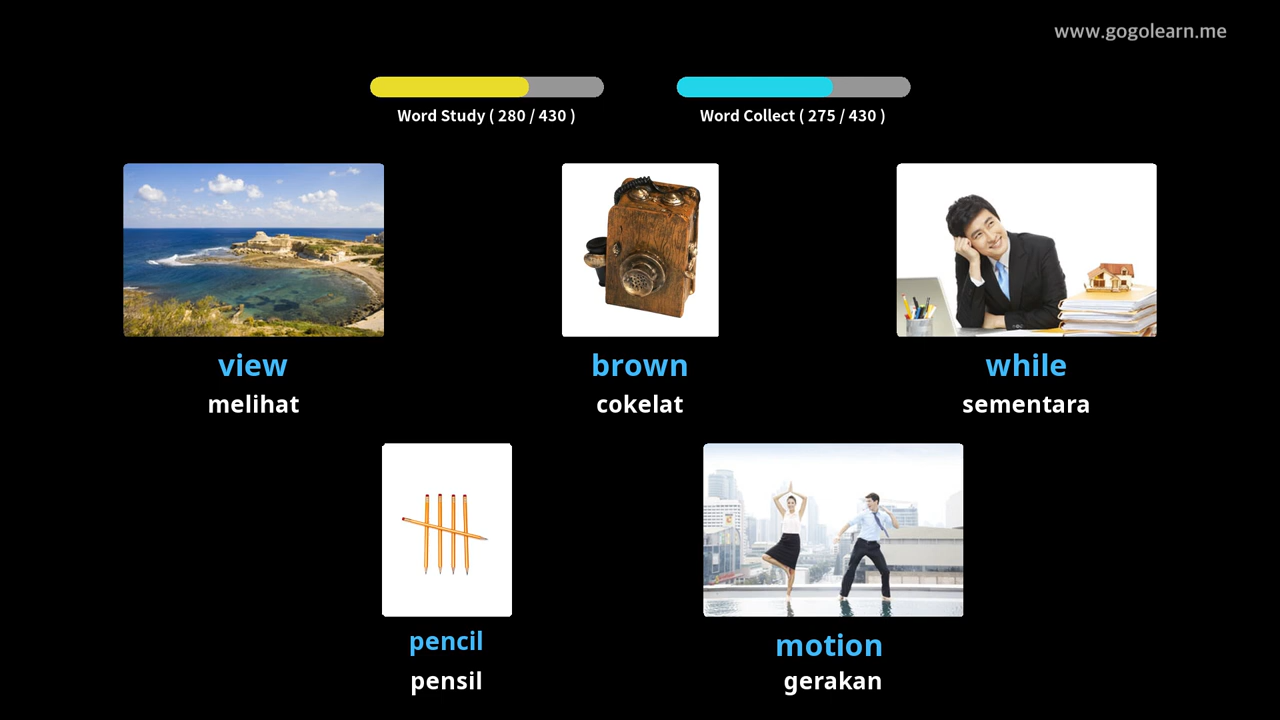 www.gogolearn.me
Word Study ( 280 / 430 )
Word Collect ( 275 / 430 )
view
melihat
brown
cokelat
while
sementara
pencil
pensil
motion
gerakan